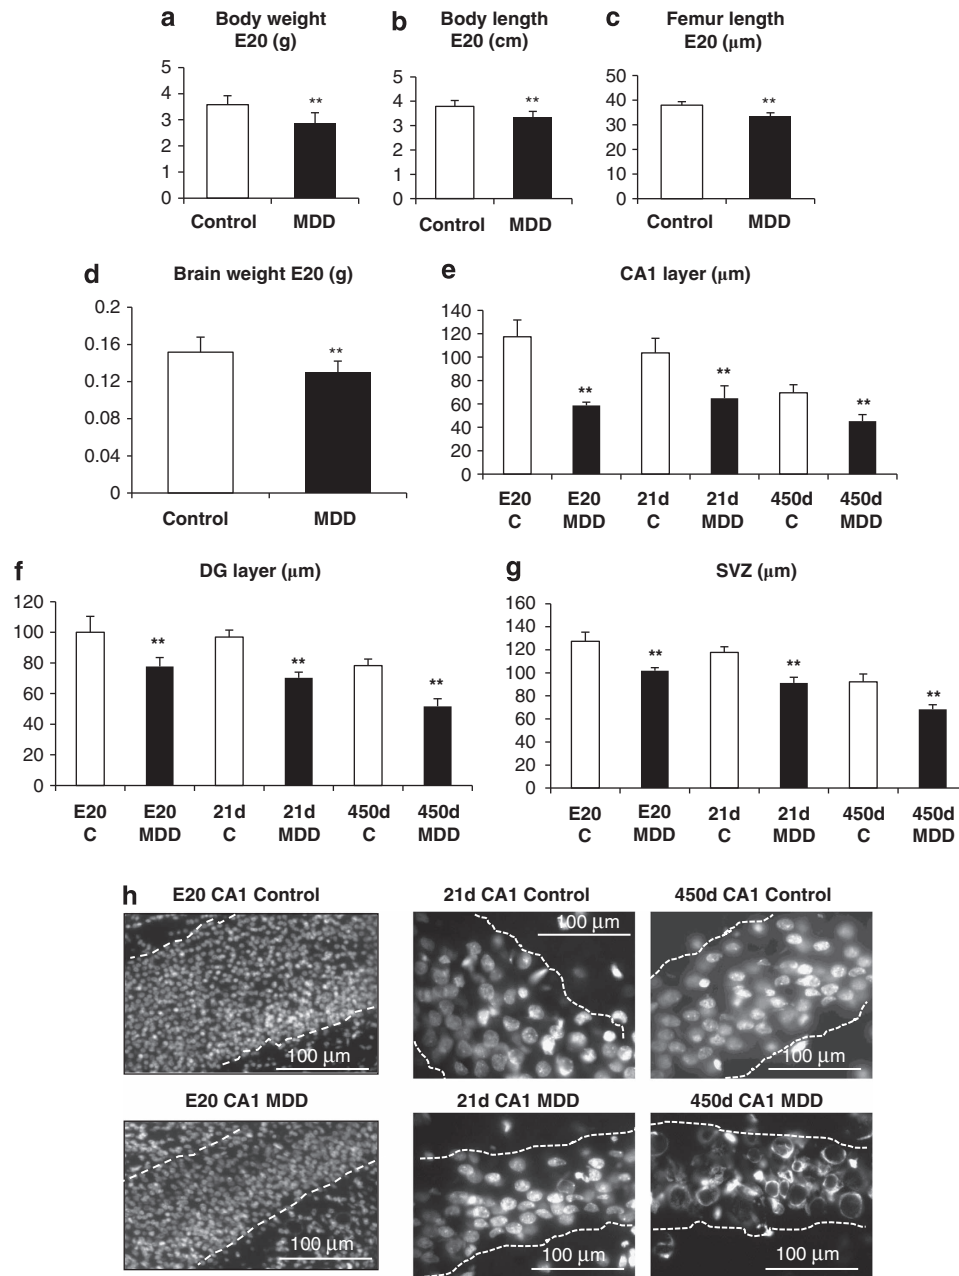 a Body weight E20 (g)
5
4
3
2
1
0
**
Control MDD
b Body length E20 (cm)
5
4
3
2
1
0
**
Control MDD
c Femur length E20 (μm)
50
40
30
20
10
0
**
Control MDD
d Brain weight E20 (g)
0.2
0.16
0.12
0.08
0.04
0
**
Control MDD
e CA1 layer (μm)
140
120
100
80
60
40
20
0
** ** **
E20 E20 21d 21d 450d 450d
C MDD C MDD C MDD
f DG layer (μm)
120
100
80
60
40
20
0
** ** **
E20 E20 21d 21d 450d 450d
C MDD C MDD C MDD
g SVZ (μm)
160
140
120
100
80
60
40
20
0
** ** **
E20 E20 21d 21d 450d 450d
C MDD C MDD C MDD
h E20 CA1 Control 21d CA1 Control 450d CA1 Control
100 μm
100 μm
100 μm
E20 CA1 MDD 21d CA1 MDD 450d CA1 MDD
100 μm
100 μm
100 μm